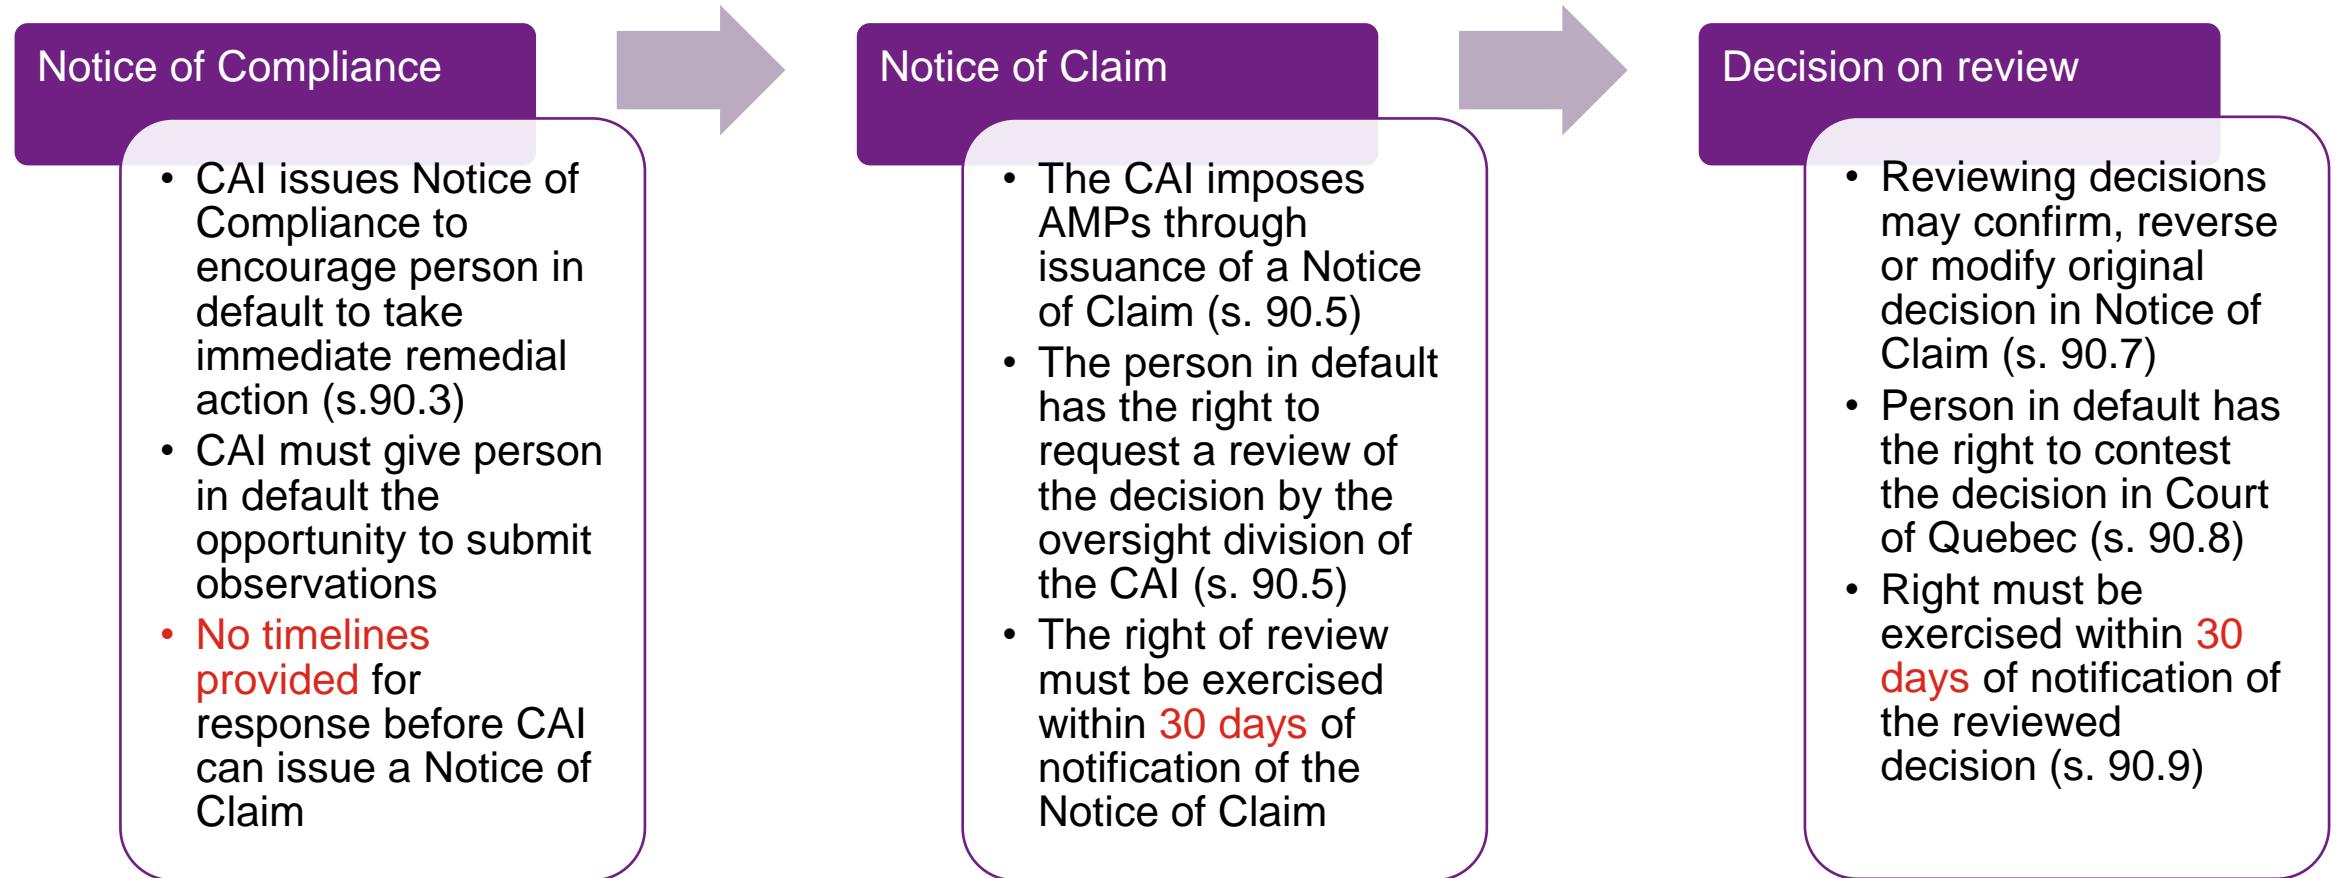 Notice of Compliance
• CAI issues Notice of
Compliance to
encourage person in
default to take
immediate remedial
action (s.90.3)
• CAI must give person
in default the
opportunity to submit
observations
• No timelines
provided for
response before CAI
can issue a Notice of
Claim
Notice of Claim
• The CAI imposes
AMPs through
issuance of a Notice
of Claim (s. 90.5)
• The person in default
has the right to
request a review of
the decision by the
oversight division of
the CAI (s. 90.5)
• The right of review
must be exercised
within 30 days of
notification of the
Notice of Claim
Decision on review
• Reviewing decisions
may confirm, reverse
or modify original
decision in Notice of
Claim (s. 90.7)
• Person in default has
the right to contest
the decision in Court
of Quebec (s. 90.8)
• Right must be
exercised within 30
days of notification of
the reviewed
decision (s. 90.9)